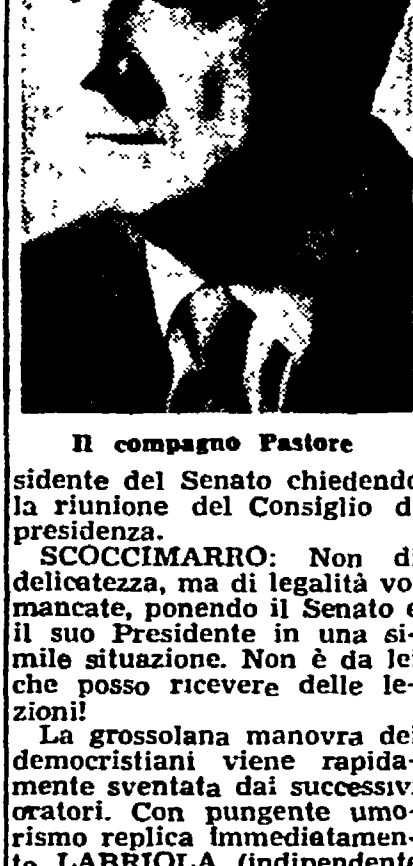 Il compagno Pastore
sidente del Senato chiedendo
la riunione del Consiglio d
presidenza.
SCOCCIMARRO: Non di
delicatezza, ma di legalità vo
mancate, ponendo il Senato e
il suo Presidente in una si-
mile situazione. Non è da lei
che posso ricevere delle le-
zioni!
La grossolana manovra dei
democristiani viene rapida-
mente sventata dai successivi
oratori. Con pungente umo-
rismo replica immediatamen-
te LABRIOLA (indipendent